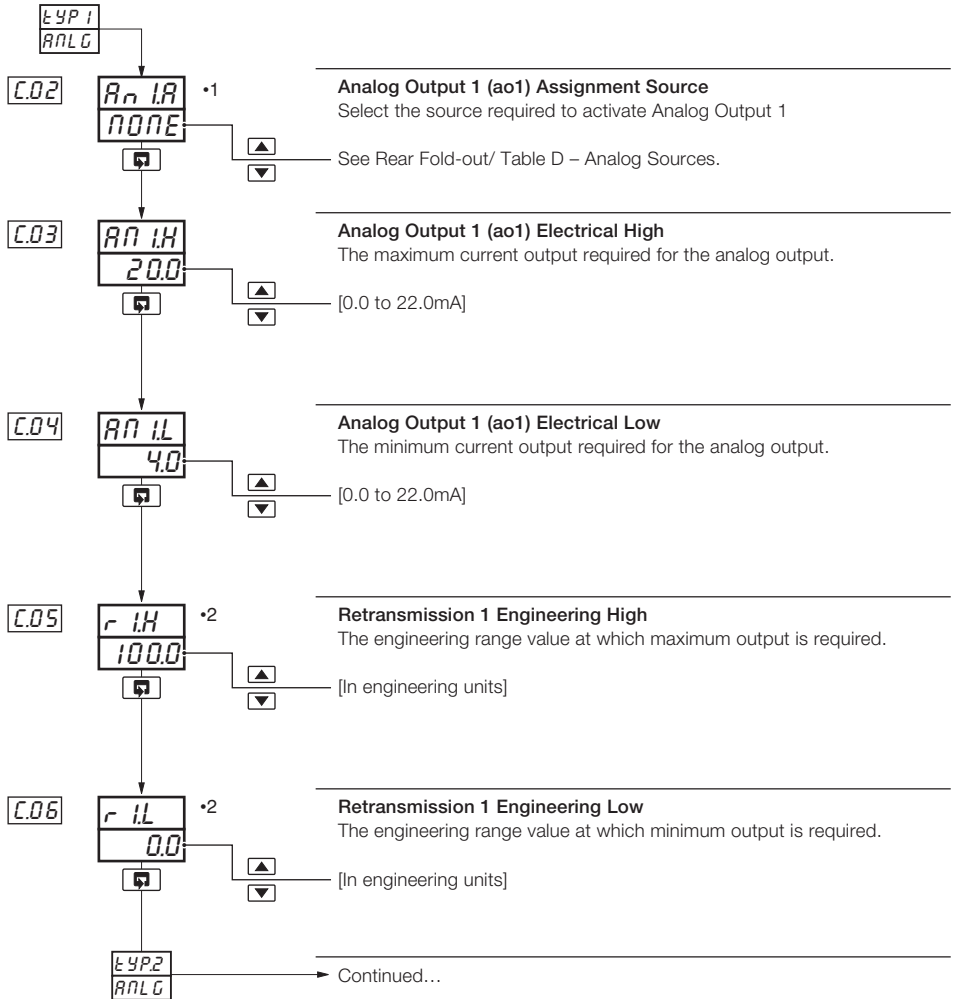 tYP1
ANLG
C.02
An1.A
•1
NONE
Analog Output 1 (ao1) Assignment Source
Select the source required to activate Analog Output 1
See Rear Fold-out/ Table D – Analog Sources.
C.03
AN1.H
20.0
Analog Output 1 (ao1) Electrical High
The maximum current output required for the analog output.
[0.0 to 22.0mA]
C.04
AN1.L
4.0
Analog Output 1 (ao1) Electrical Low
The minimum current output required for the analog output.
[0.0 to 22.0mA]
C.05
r1.H
•2
100.0
Retransmission 1 Engineering High
The engineering range value at which maximum output is required.
[In engineering units]
C.06
r1.L
•2
0.0
Retransmission 1 Engineering Low
The engineering range value at which minimum output is required.
[In engineering units]
tYP.2
ANLG
Continued…